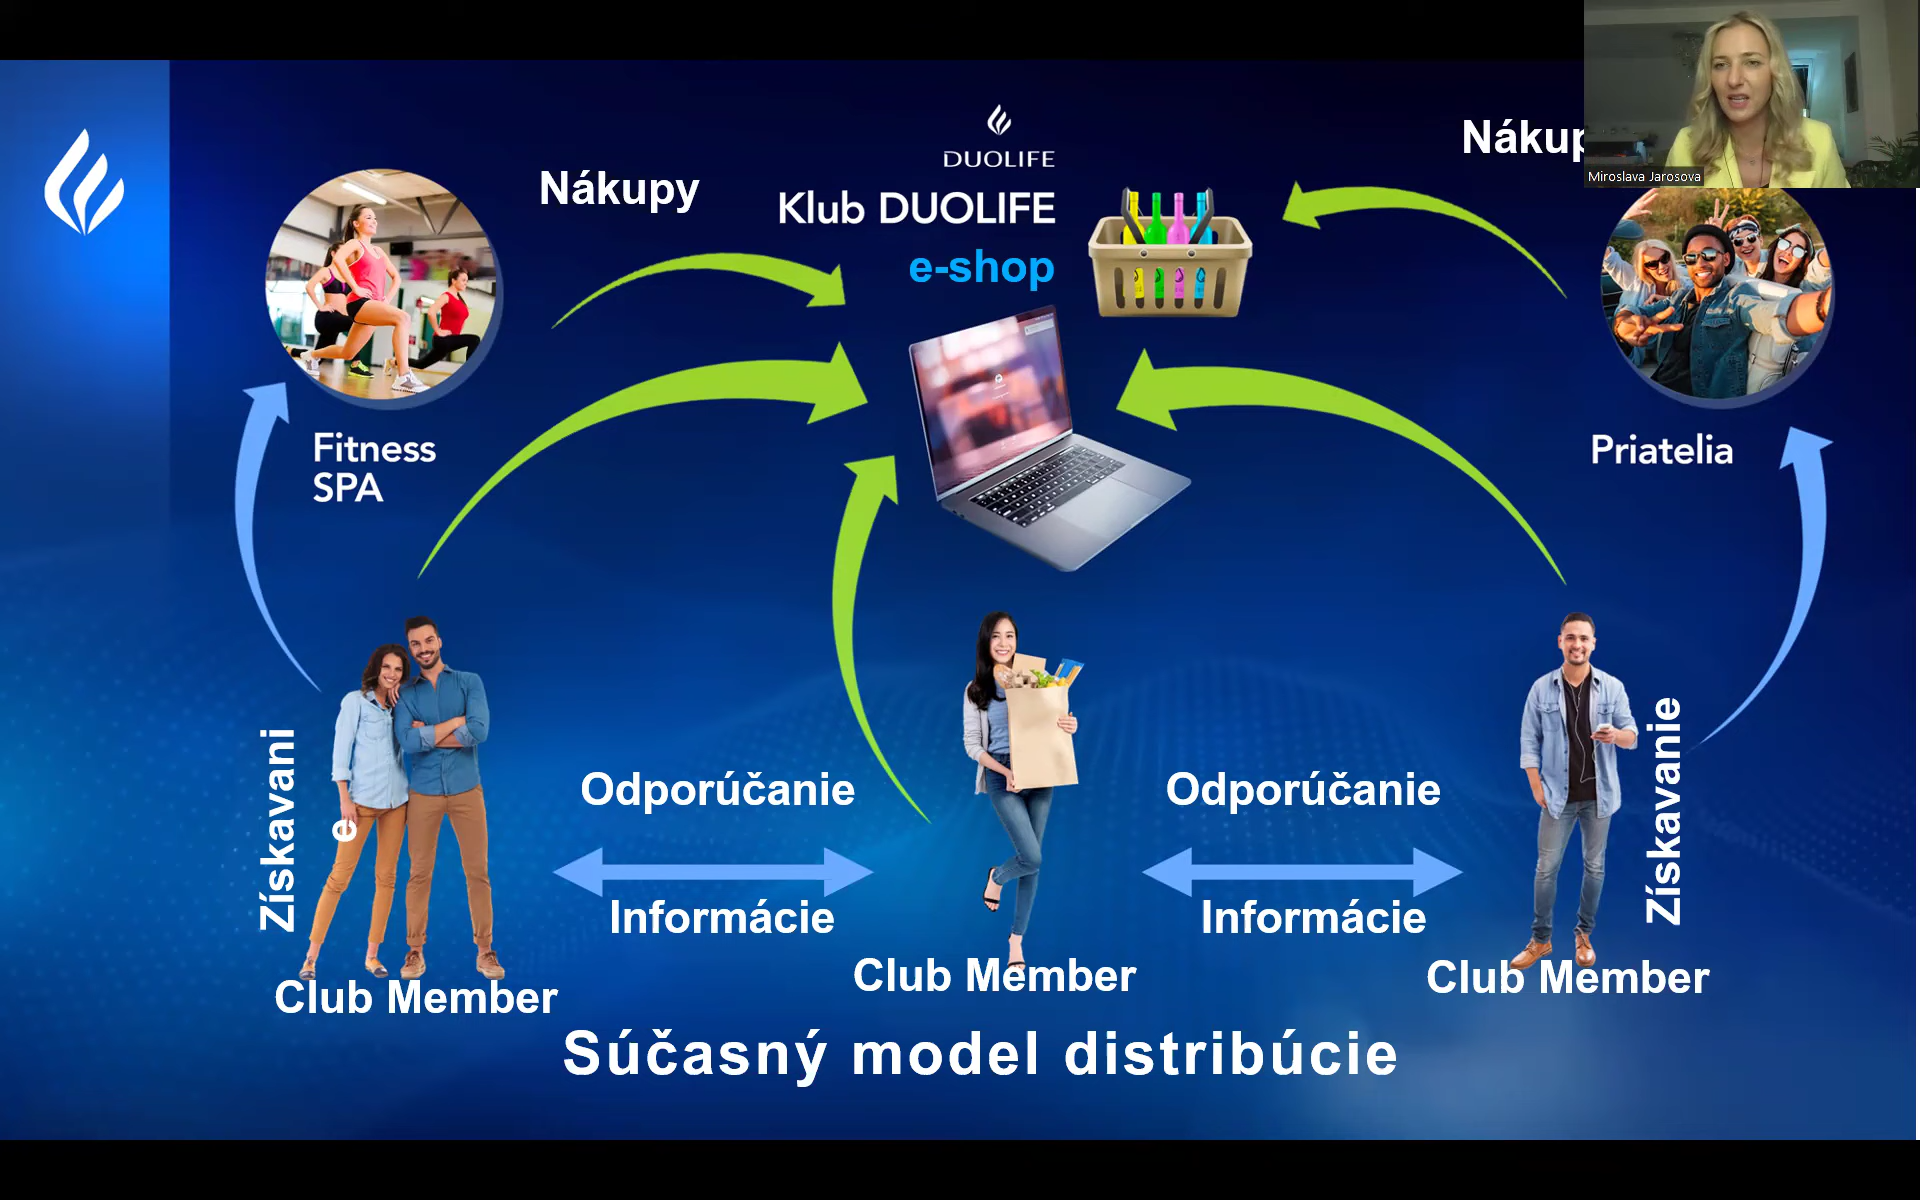 DUOLIFE
Klub DUOLIFE
e-shop
Nákupy
Nákup
Miroslava Jarosova
Fitness
SPA
Priatelia
Získavani
e
Odporúčanie
Informácie
Odporúčanie
Informácie
Získavanie
Club Member
Club Member
Club Member
Súčasný model distribúcie